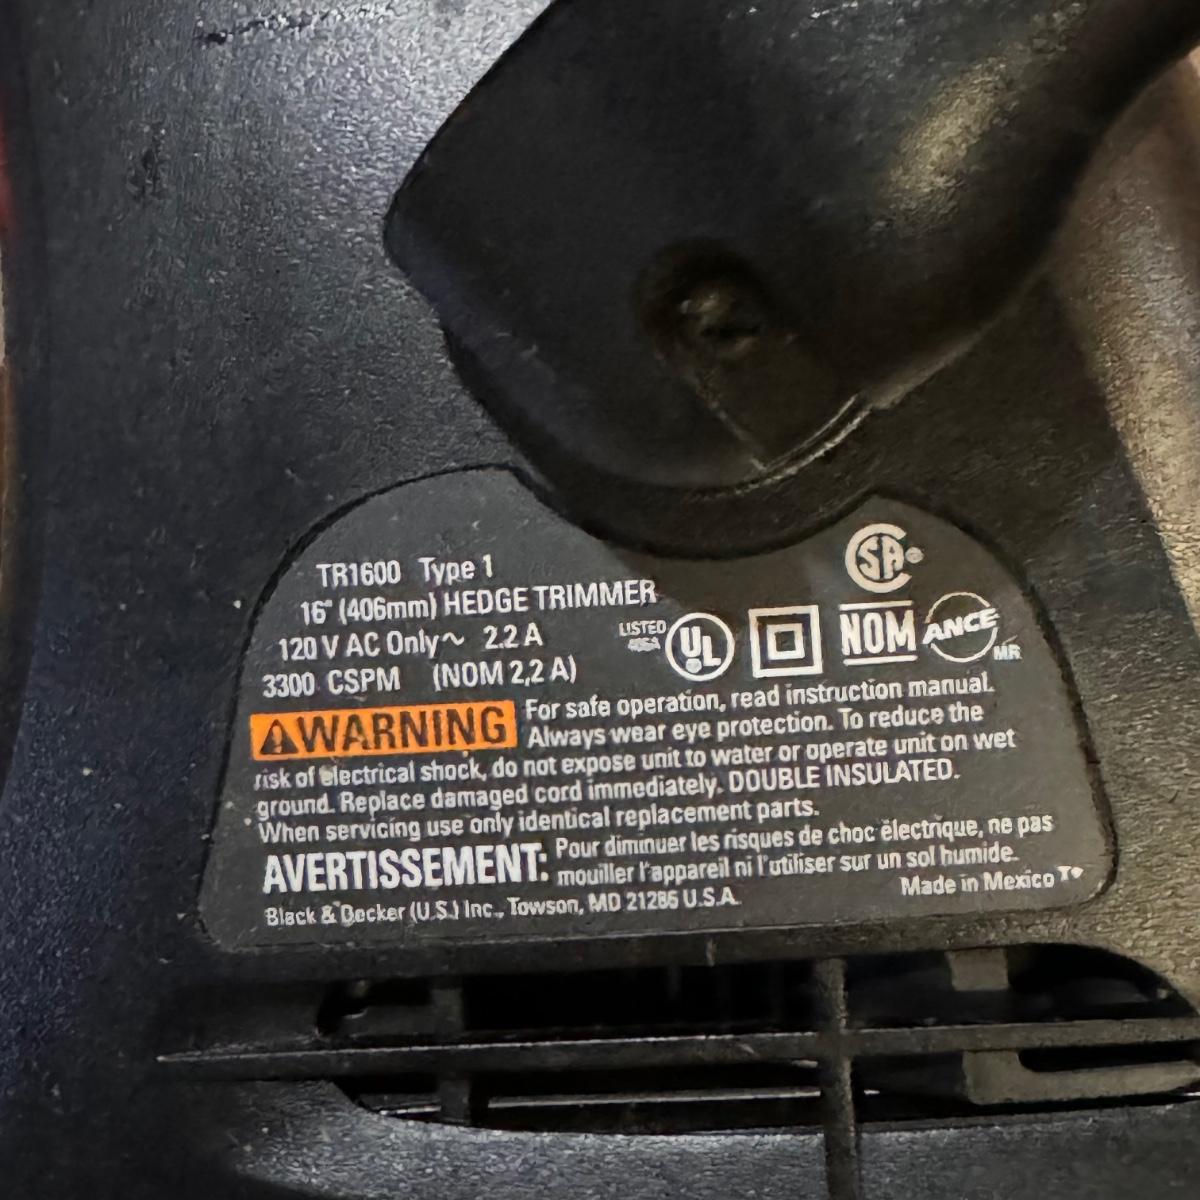 TR1600 Type 1
16" (406mm) HEDGE TRIMMER
120 V AC Only~ 2.2 A
3300 CSPM (NOM 2,2 A)
LISTED
UL
CSA®
NOM
ANCE
MR
WARNING For safe operation, read instruction manual.
Always wear eye protection. To reduce the
risk of electrical shock, do not expose unit to water or operate unit on wet
ground. Replace damaged cord immediately. DOUBLE INSULATED.
When servicing use only identical replacement parts.
AVERTISSEMENT: Pour diminuer les risques de choc électrique, ne pas
mouiller l'appareil ni l'utiliser sur un sol humide.
Made in Mexico
Black & Decker (U.S.) Inc., Towson, MD 21286 U.S.A.